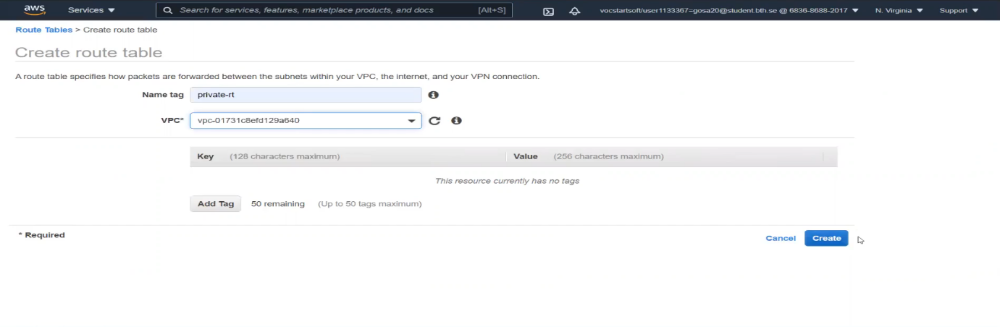 aws Services Search for services, features, marketplace products, and docs [Alt+S] vocstartsoft/user1133367=gosa20@student.bth.se @ 6836-8688-2017 N. Virginia Support
Route Tables > Create route table
Create route table
A route table specifies how packets are forwarded between the subnets within your VPC, the internet, and your VPN connection.
Name tag private-rt
VPC* vpc-01731c8efd129a640
Key (128 characters maximum) Value (256 characters maximum)
This resource currently has no tags
Add Tag 50 remaining (Up to 50 tags maximum)
* Required Cancel Create